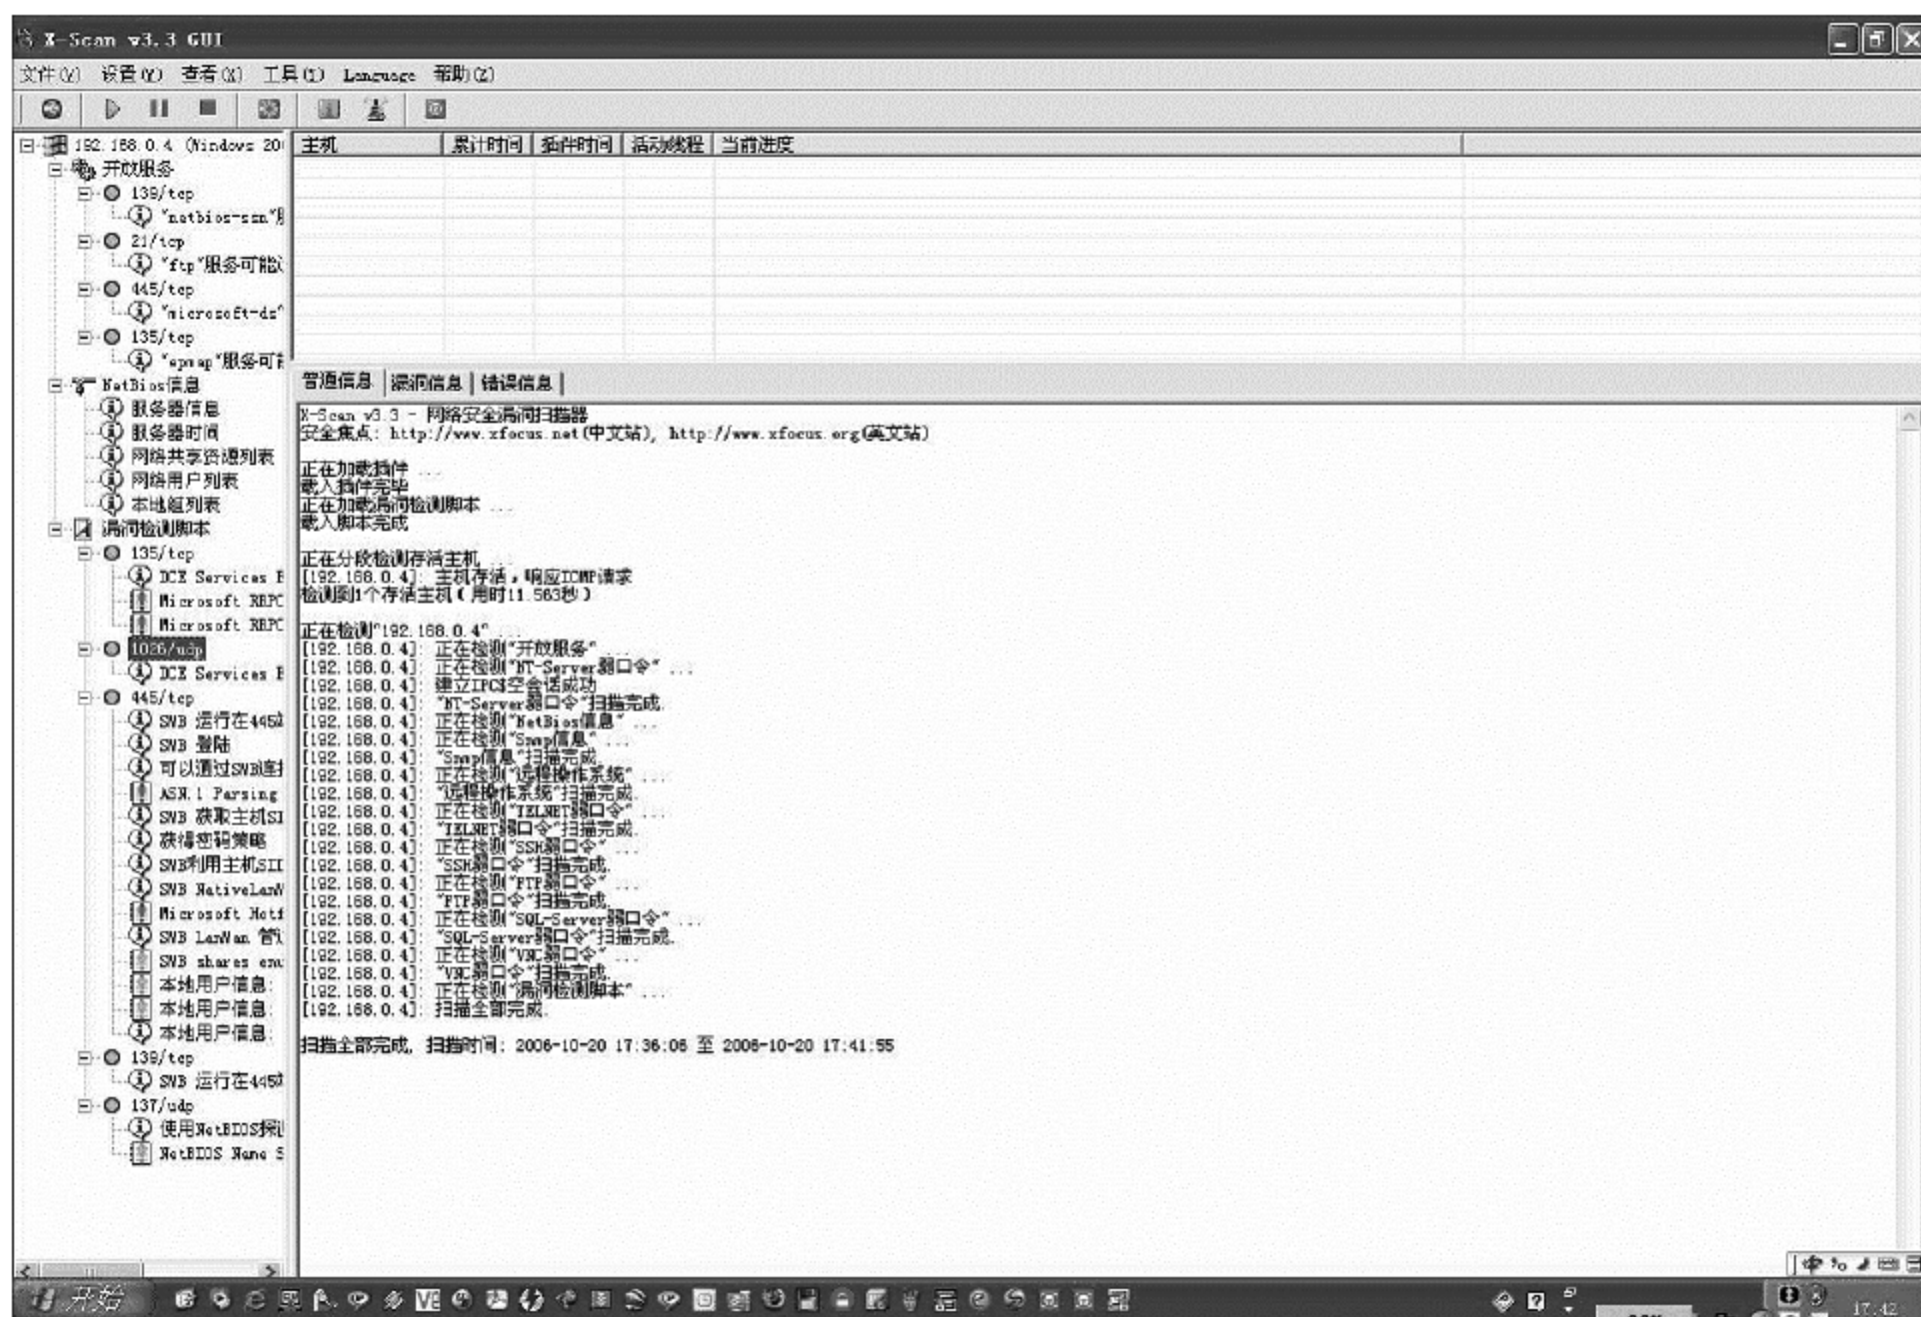 X-Scan v3.3 GUI
文件(V) 设置(W) 查看(X) 工具(Y) Language 帮助(Z)
192.168.0.4 (Windows 20
开放服务
139/tcp
"netbios-ssn"服
21/tcp
"ftp"服务可能
445/tcp
"microsoft-ds"
135/tcp
"epmap"服务可能
NetBios信息
服务器信息
服务器时间
网络共享资源列表
网络用户列表
本地组列表
漏洞检测脚本
135/tcp
DCE Services E
Microsoft RRPC
Microsoft RRPC
1026/udp
DCE Services E
445/tcp
SMB 运行在445
SMB 登陆
可以通过SMB连接
ASN.1 Parsing
SMB 获取主机SI
获得密码策略
SMB利用主机SID
SMB NativeLanM
Microsoft Hotf
SMB LanMan 管
SMB shares enu
本地用户信息:
本地用户信息:
本地用户信息:
139/tcp
SMB 运行在445
137/udp
使用NetBIOS探
NetBIOS Name S
主机 累计时间 插件时间 活动线程 当前进度
普通信息 漏洞信息 错误信息
X-Scan v3.3 - 网络安全漏洞扫描器
安全焦点: http://www.xfocus.net(中文站), http://www.xfocus.org(英文站)
正在加载插件 ...
载入插件完毕
正在加载漏洞检测脚本 ...
载入脚本完成
正在分段检测存活主机 ...
[192.168.0.4]: 主机存活，响应ICMP请求
检测到1个存活主机(用时11.563秒)
正在检测"192.168.0.4" ...
[192.168.0.4]: 正在检测"开放服务" ...
[192.168.0.4]: 正在检测"NT-Server弱口令" ...
[192.168.0.4]: 建立IPC$空会话成功
[192.168.0.4]: "NT-Server弱口令"扫描完成.
[192.168.0.4]: 正在检测"NetBios信息" ...
[192.168.0.4]: 正在检测"Snmp信息" ...
[192.168.0.4]: "Snmp信息"扫描完成.
[192.168.0.4]: 正在检测"远程操作系统" ...
[192.168.0.4]: "远程操作系统"扫描完成.
[192.168.0.4]: 正在检测"TELNET弱口令" ...
[192.168.0.4]: "TELNET弱口令"扫描完成.
[192.168.0.4]: 正在检测"SSH弱口令" ...
[192.168.0.4]: "SSH弱口令"扫描完成.
[192.168.0.4]: 正在检测"FTP弱口令" ...
[192.168.0.4]: "FTP弱口令"扫描完成.
[192.168.0.4]: 正在检测"SQL-Server弱口令" ...
[192.168.0.4]: "SQL-Server弱口令"扫描完成.
[192.168.0.4]: 正在检测"VNC弱口令" ...
[192.168.0.4]: "VNC弱口令"扫描完成.
[192.168.0.4]: 正在检测"漏洞检测脚本" ...
[192.168.0.4]: 扫描全部完成.
扫描全部完成, 扫描时间: 2006-10-20 17:36:06 至 2006-10-20 17:41:55
中
开始
17:42